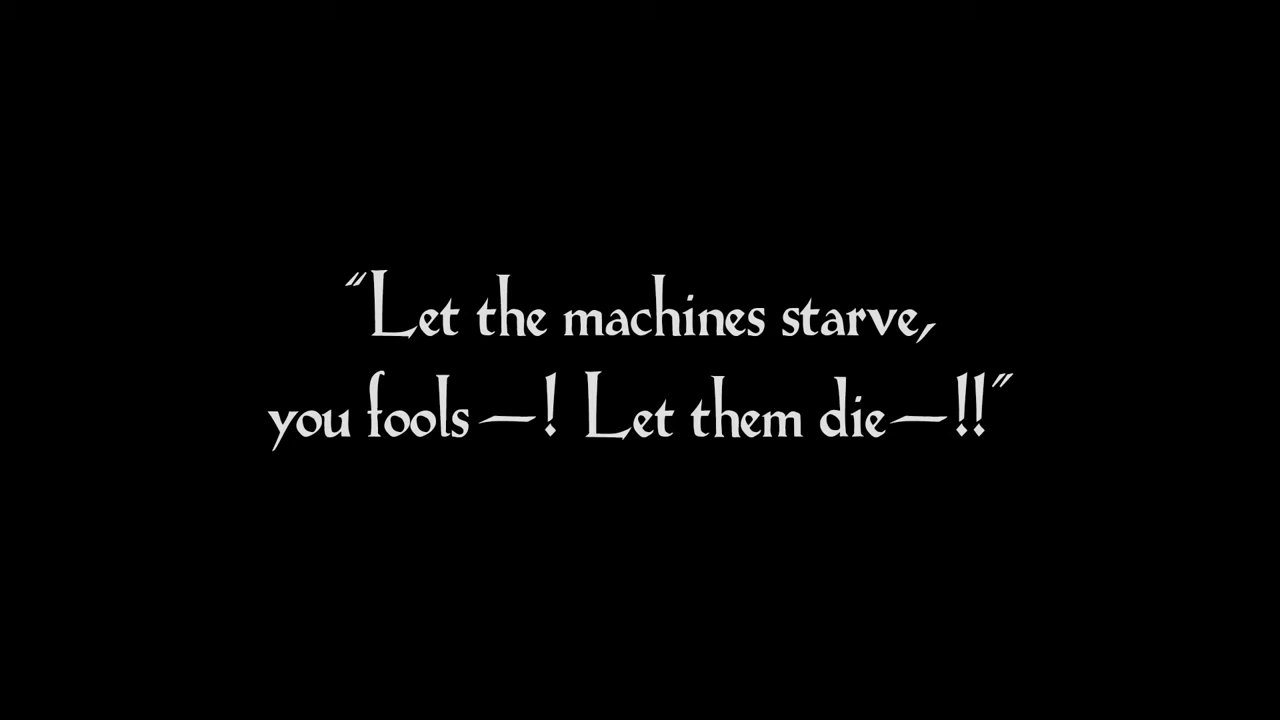 “Let the machines starve,
you fools—! Let them die—!!”